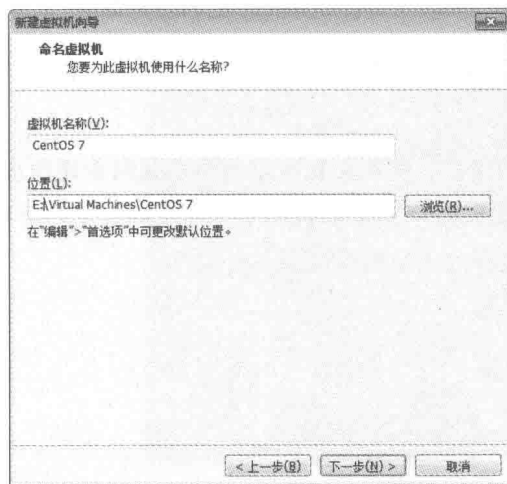 新建虚拟机向导
命名虚拟机
您要为此虚拟机使用什么名称?
虚拟机名称(V):
CentOS 7
位置(L):
E:\Virtual Machines\CentOS 7
浏览(R)...
在"编辑">"首选项"中可更改默认位置。
< 上一步(B)
下一步(N) >
取消